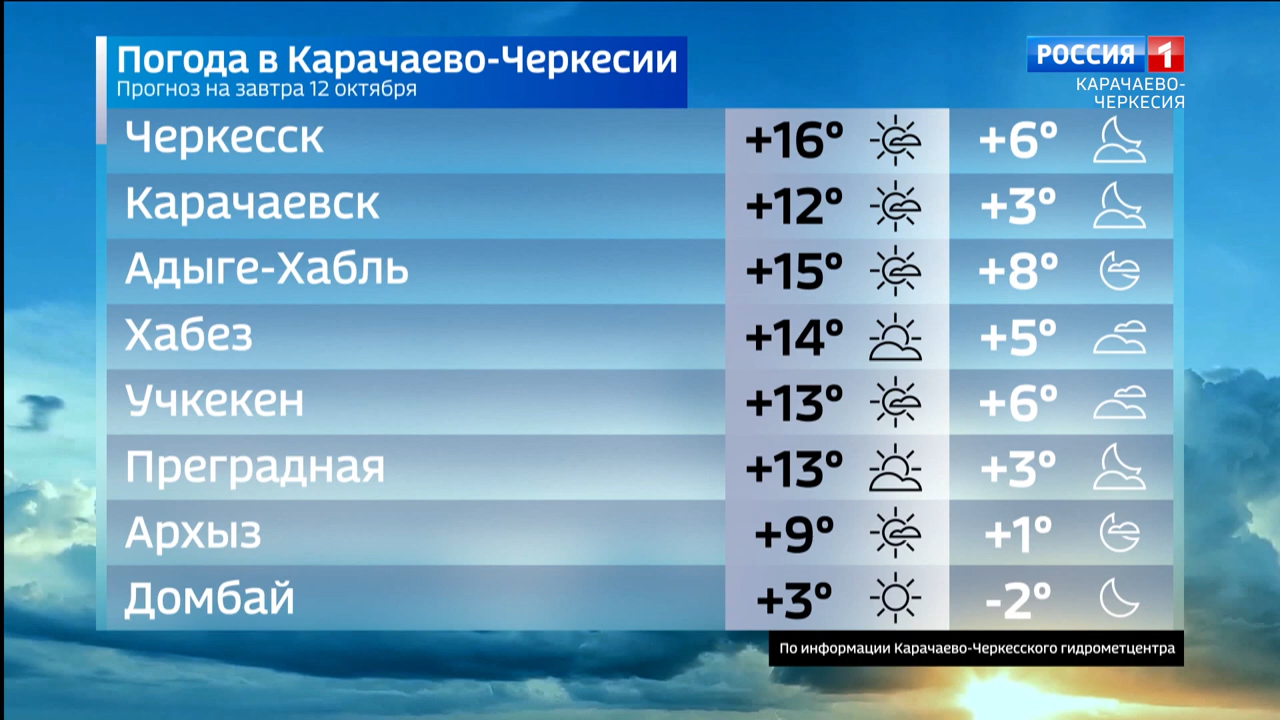 Погода в Карачаево-Черкесии
Прогноз на завтра 12 октября
РОССИЯ 1
КАРАЧАЕВО-
ЧЕРКЕСИЯ
Черкесск +16° +6°
Карачаевск +12° +3°
Адыге-Хабль +15° +8°
Хабез +14° +5°
Учкекен +13° +6°
Преградная +13° +3°
Архыз +9° +1°
Домбай +3° -2°
По информации Карачаево-Черкесского гидрометцентра